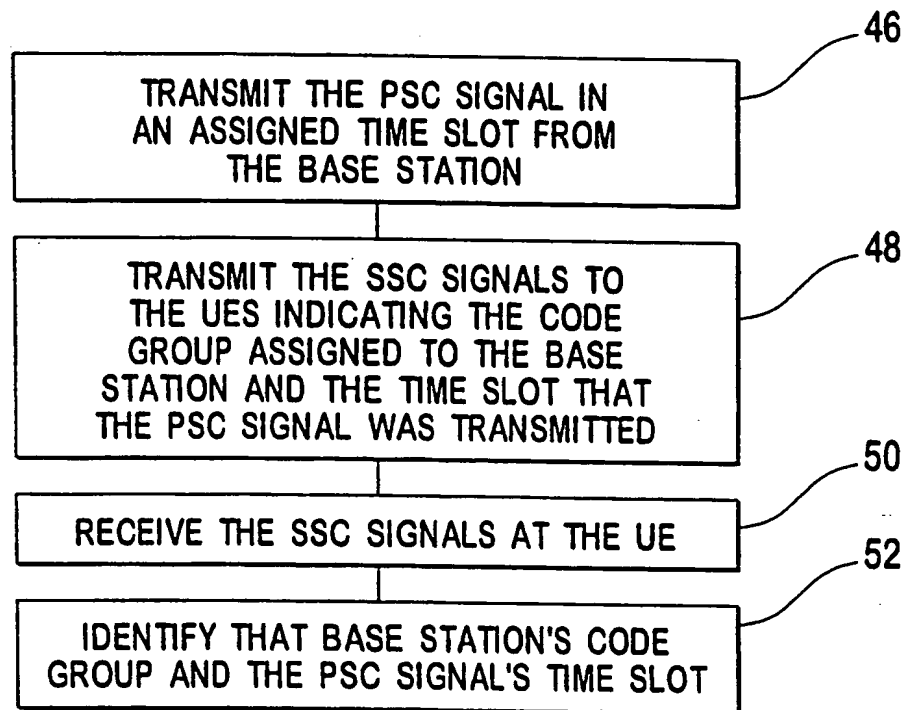 46
TRANSMIT THE PSC SIGNAL IN
AN ASSIGNED TIME SLOT FROM
THE BASE STATION
48
TRANSMIT THE SSC SIGNALS TO
THE UES INDICATING THE CODE
GROUP ASSIGNED TO THE BASE
STATION AND THE TIME SLOT THAT
THE PSC SIGNAL WAS TRANSMITTED
50
RECEIVE THE SSC SIGNALS AT THE UE
52
IDENTIFY THAT BASE STATION'S CODE
GROUP AND THE PSC SIGNAL'S TIME SLOT